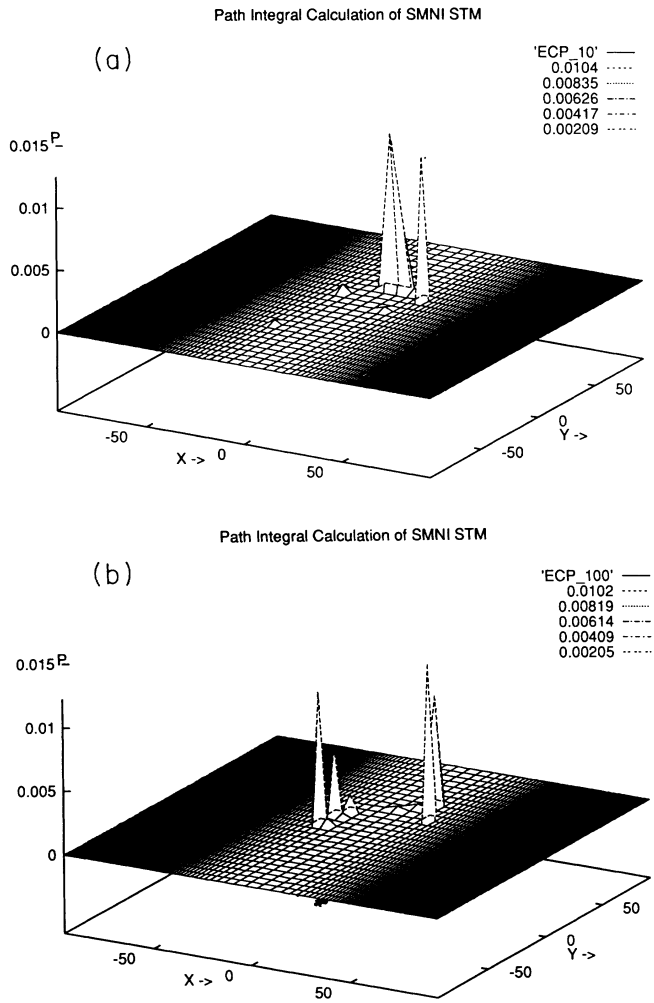 Path Integral Calculation of SMNI STM
(a)
'ECP_10'
0.0104
0.00835
0.00626
0.00417
0.00209
0.015 P
0.01
0.005
0
-50
X -> 0
50
-50
0
Y ->
50
Path Integral Calculation of SMNI STM
(b)
'ECP_100'
0.0102
0.00819
0.00614
0.00409
0.00205
0.015 P
0.01
0.005
0
-50
X -> 0
50
-50
0
Y ->
50